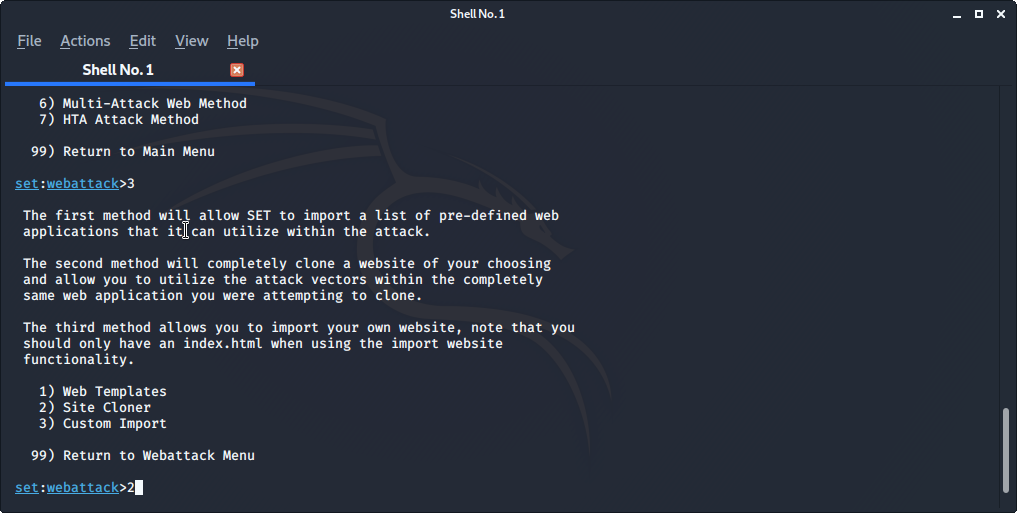 Shell No. 1
File Actions Edit View Help
Shell No. 1
6) Multi-Attack Web Method
7) HTA Attack Method
99) Return to Main Menu
set:webattack>3
The first method will allow SET to import a list of pre-defined web
applications that it can utilize within the attack.
The second method will completely clone a website of your choosing
and allow you to utilize the attack vectors within the completely
same web application you were attempting to clone.
The third method allows you to import your own website, note that you
should only have an index.html when using the import website
functionality.
1) Web Templates
2) Site Cloner
3) Custom Import
99) Return to Webattack Menu
set:webattack>2